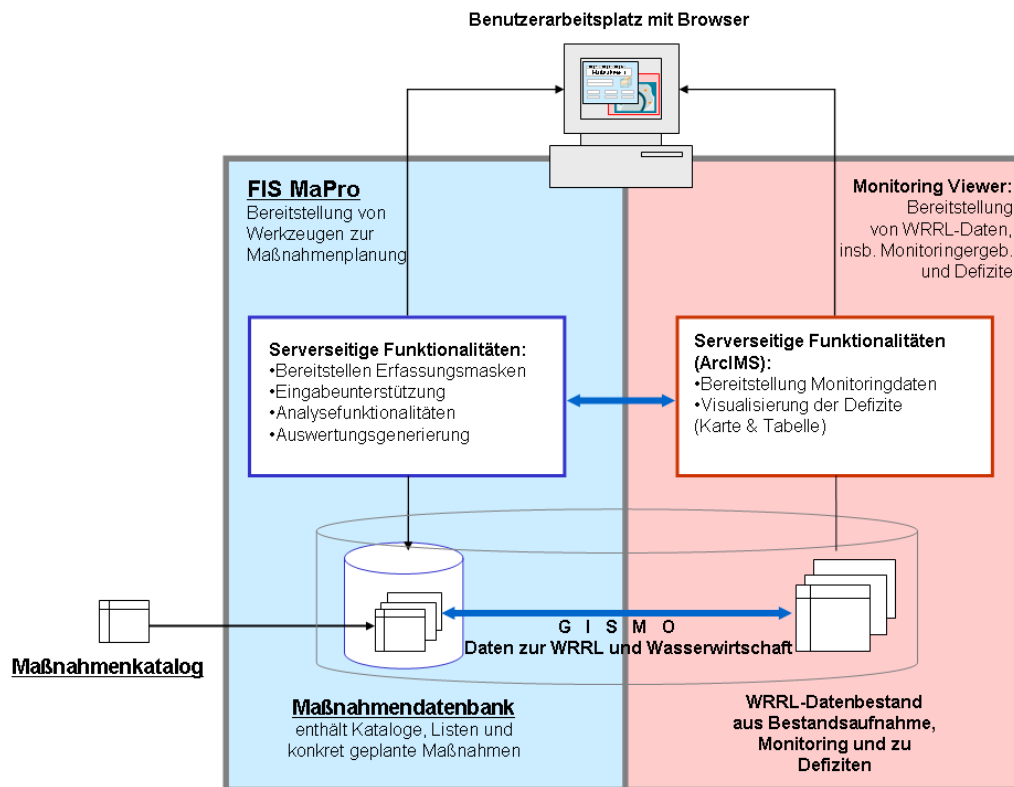 Benutzerarbeitsplatz mit Browser
FIS MaPro
Bereitstellung von
Werkzeugen zur
Maßnahmenplanung
Monitoring Viewer:
Bereitstellung
von WRRL-Daten,
insb. Monitoringergeb.
und Defizite
Serverseitige Funktionalitäten:
•Bereitstellen Erfassungsmasken
•Eingabeunterstützung
•Analysefunktionalitäten
•Auswertungsgenerierung
Serverseitige Funktionalitäten
(ArcIMS):
•Bereitstellung Monitoringdaten
•Visualisierung der Defizite
(Karte & Tabelle)
G I S M O
Daten zur WRRL und Wasserwirtschaft
Maßnahmenkatalog
Maßnahmendatenbank
enthält Kataloge, Listen und
konkret geplante Maßnahmen
WRRL-Datenbestand
aus Bestandsaufnahme,
Monitoring und zu
Defiziten